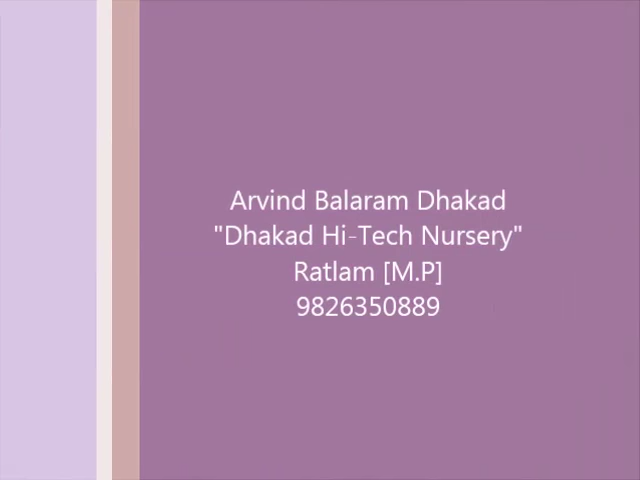 Arvind Balaram Dhakad
"Dhakad Hi-Tech Nursery"
Ratlam [M.P]
9826350889